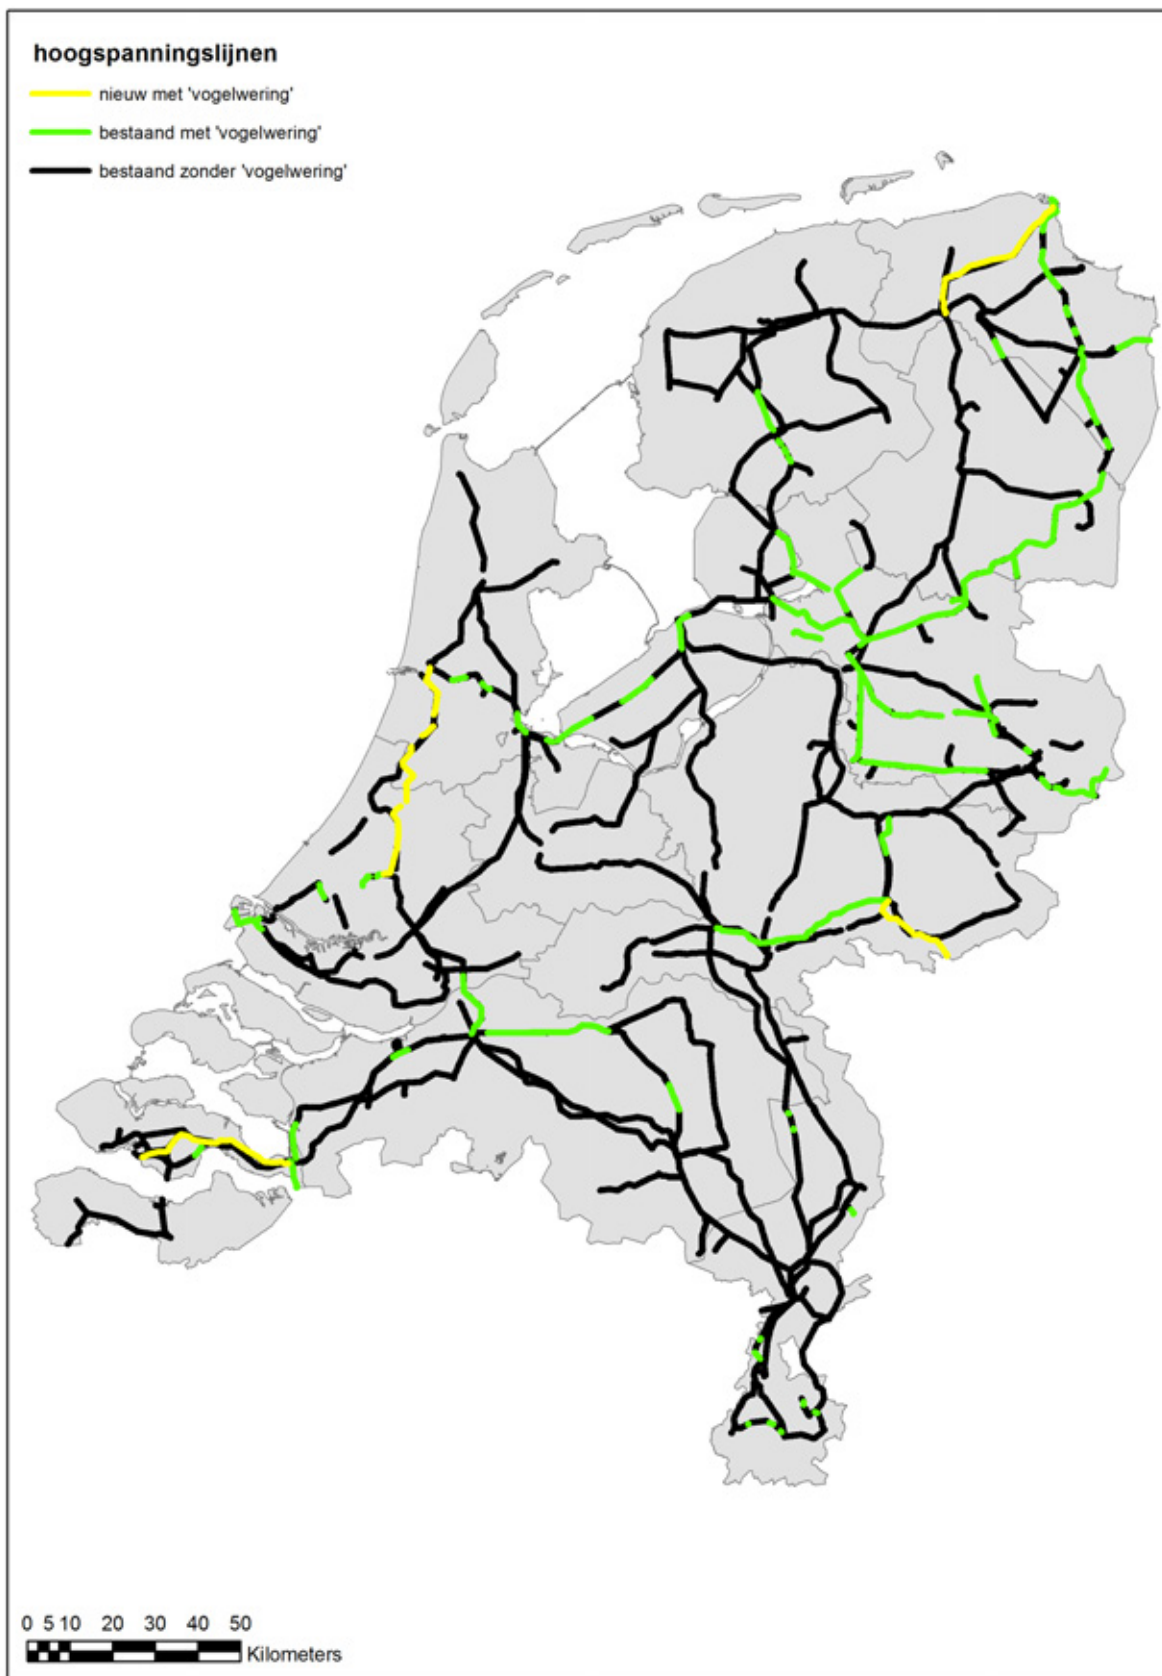 hoogspanningslijnen
nieuw met 'vogelwering'
bestaand met 'vogelwering'
bestaand zonder 'vogelwering'
0 5 10 20 30 40 50
Kilometers